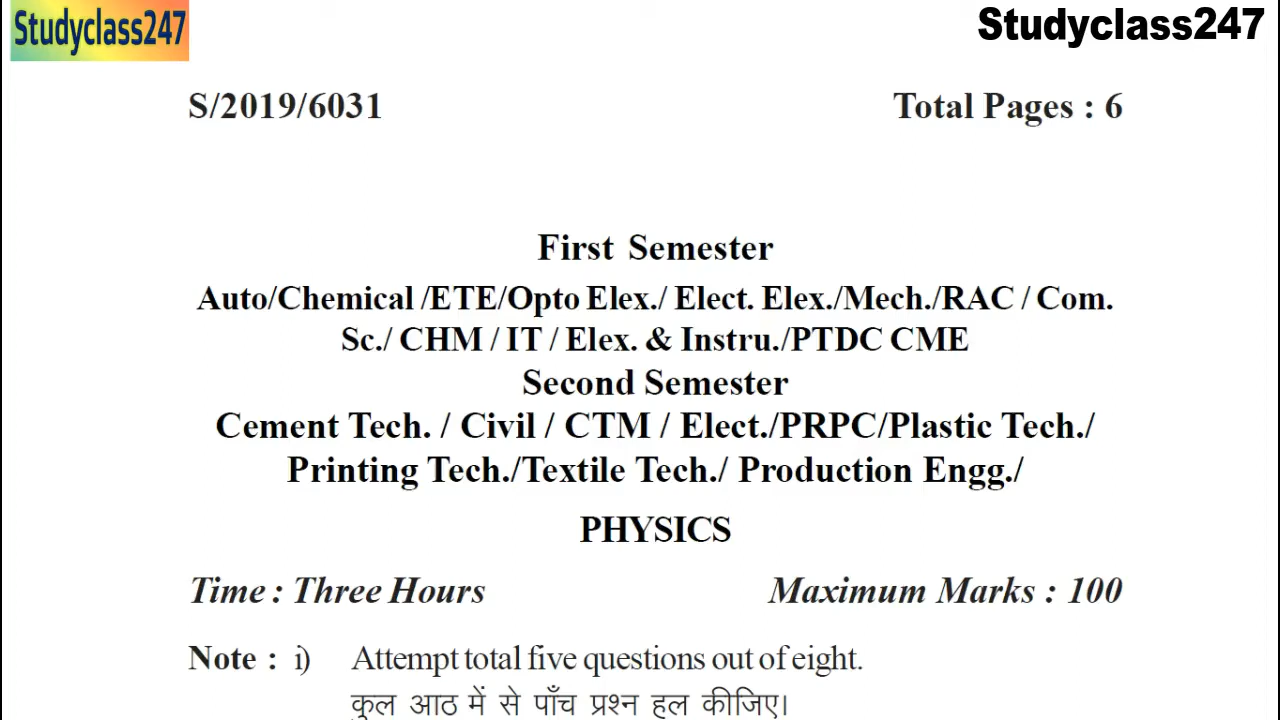 Studyclass247 Studyclass247
S/2019/6031 Total Pages : 6
First Semester
Auto/Chemical /ETE/Opto Elex./ Elect. Elex./Mech./RAC / Com.
Sc./ CHM / IT / Elex. & Instru./PTDC CME
Second Semester
Cement Tech. / Civil / CTM / Elect./PRPC/Plastic Tech./
Printing Tech./Textile Tech./ Production Engg./
PHYSICS
Time : Three Hours Maximum Marks : 100
Note : i) Attempt total five questions out of eight.
कुल आठ में से पाँच प्रश्न हल कीजिए।